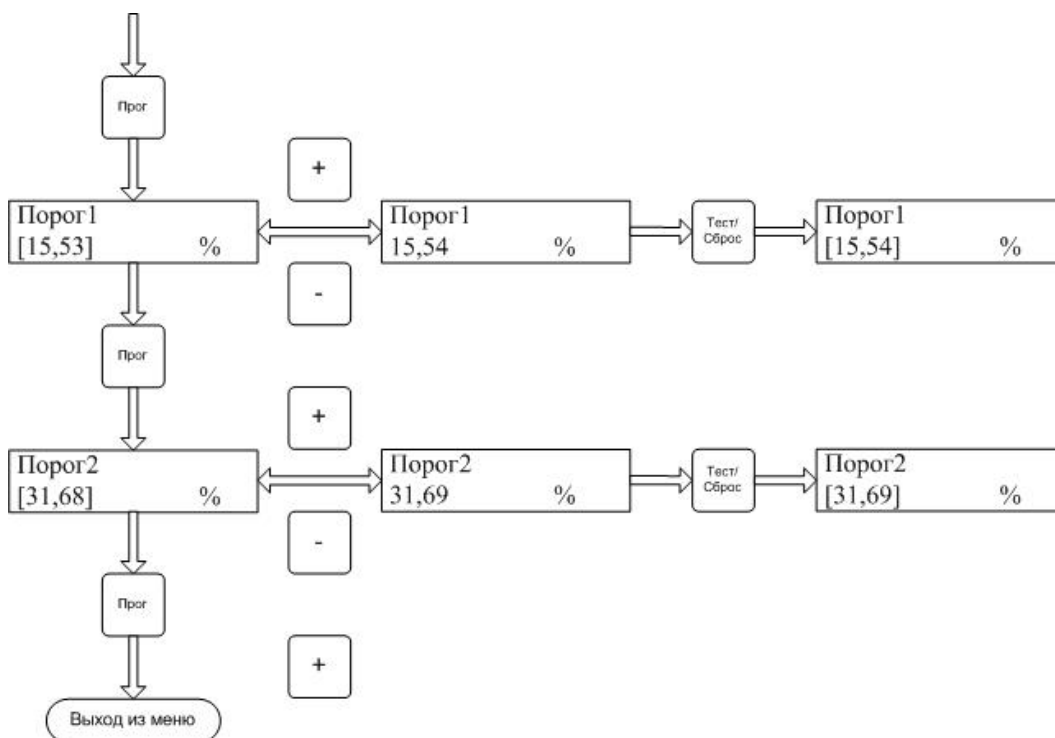 Прог
+
Порог1
[15,53] %
Порог1
15,54 %
Тест/
Сброс
Порог1
[15,54] %
-
Прог
+
Порог2
[31,68] %
Порог2
31,69 %
Тест/
Сброс
Порог2
[31,69] %
-
Прог
+
Выход из меню